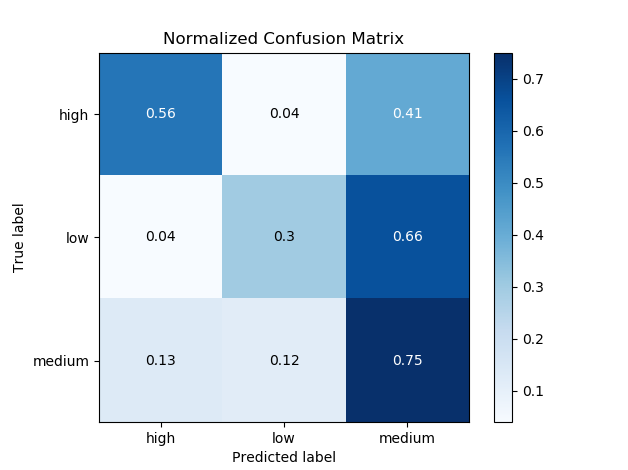 Normalized Confusion Matrix
True label
high 0.56 0.04 0.41
low 0.04 0.3 0.66
medium 0.13 0.12 0.75
high low medium
Predicted label
0.7
0.6
0.5
0.4
0.3
0.2
0.1